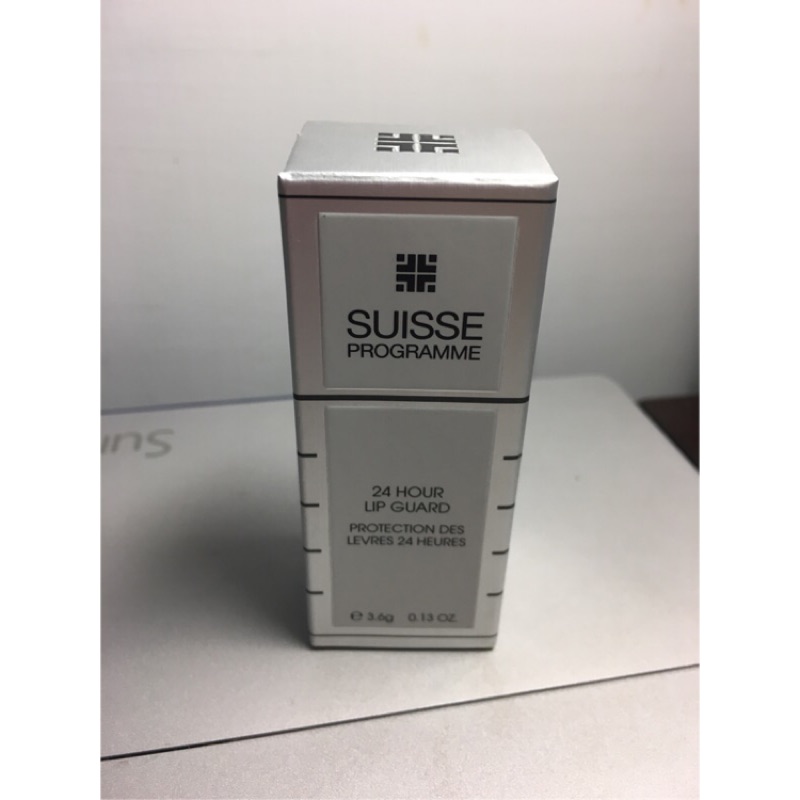 SUISSE
PROGRAMME
24 HOUR
LIP GUARD
PROTECTION DES
LEVRES 24 HEURES
℮ 3.6g 0.13 OZ.